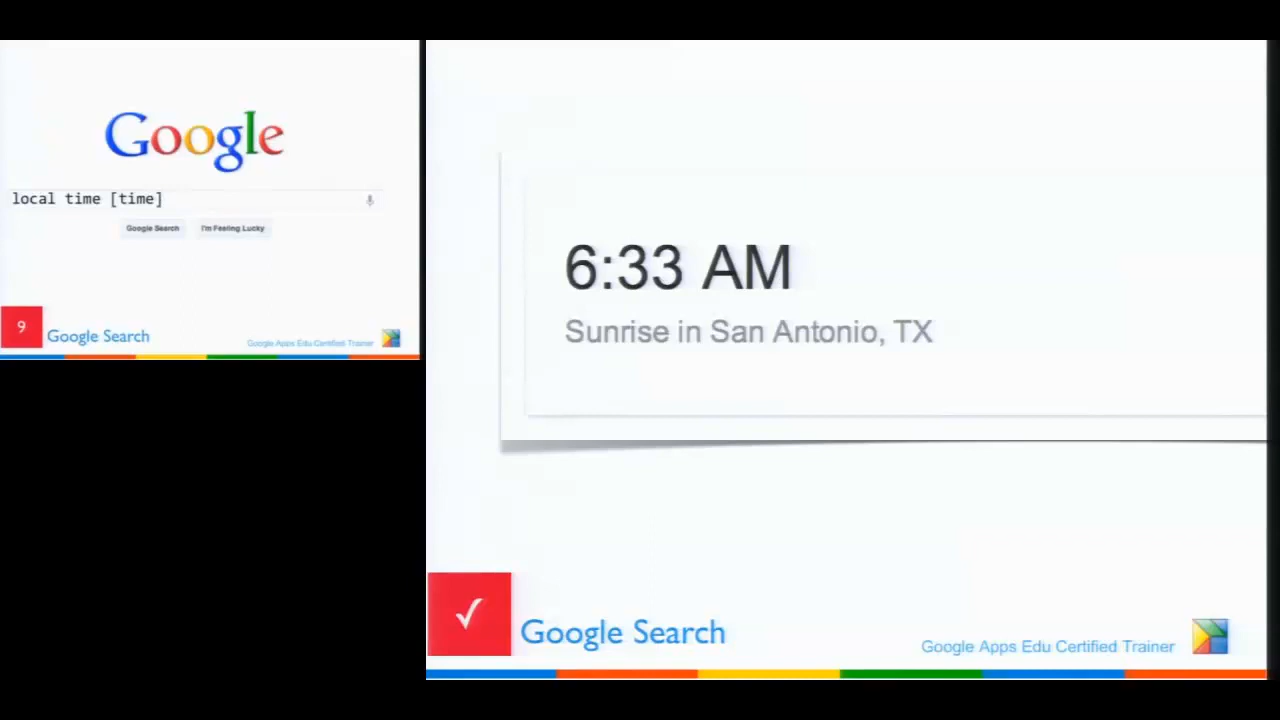 Google
local time [time]
Google Search I'm Feeling Lucky
9 Google Search
Google Apps Edu Certified Trainer
6:33 AM
Sunrise in San Antonio, TX
✓ Google Search
Google Apps Edu Certified Trainer